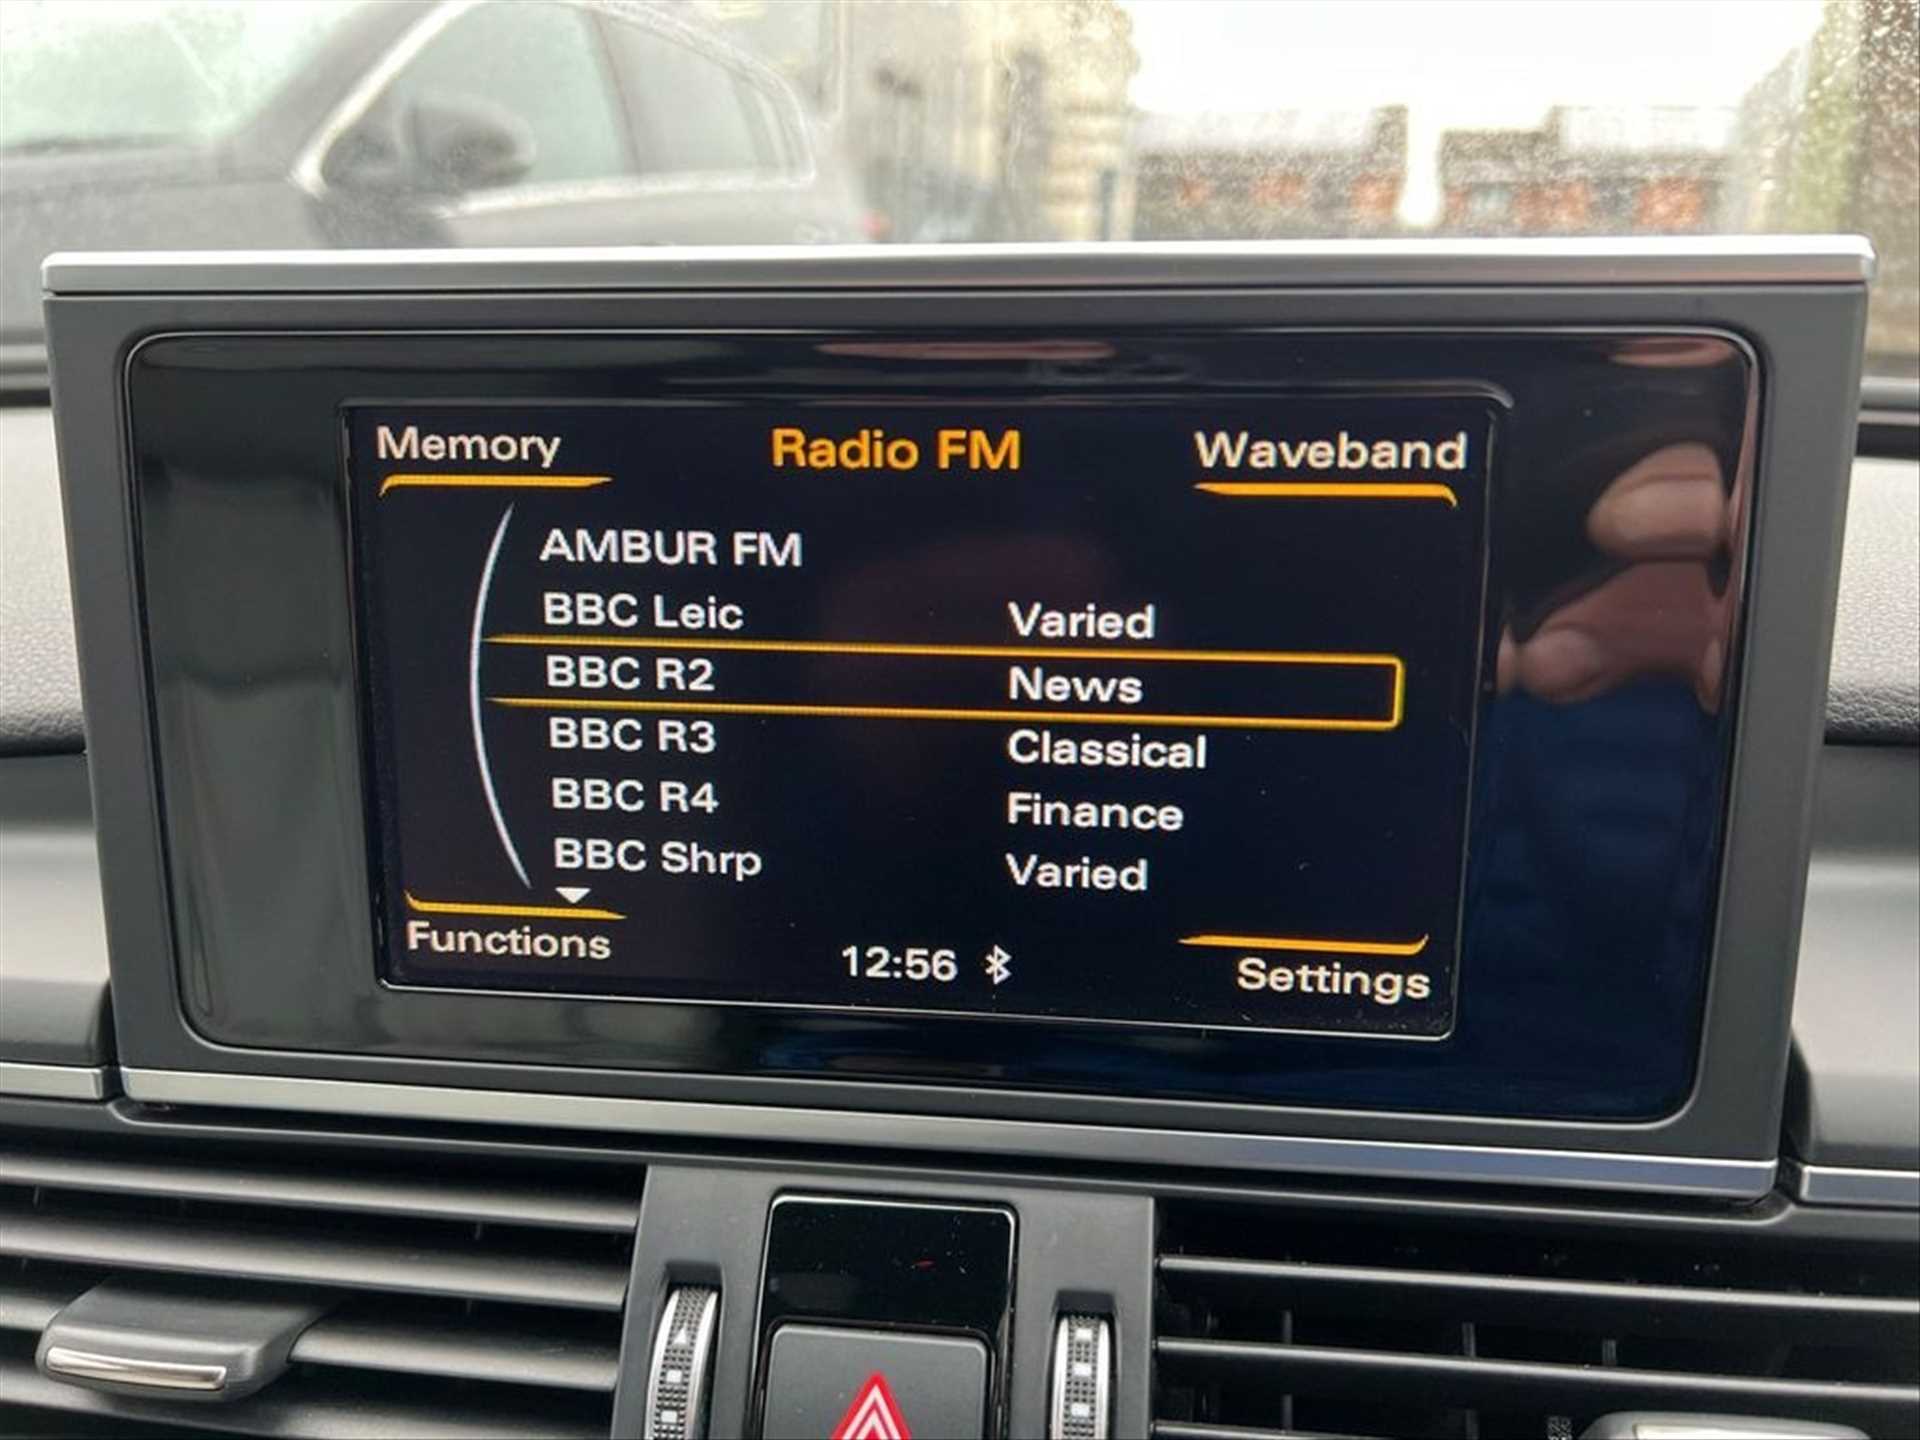 Memory Radio FM Waveband
AMBUR FM
BBC Leic Varied
BBC R2 News
BBC R3 Classical
BBC R4 Finance
BBC Shrp Varied
Functions 12:56 Settings